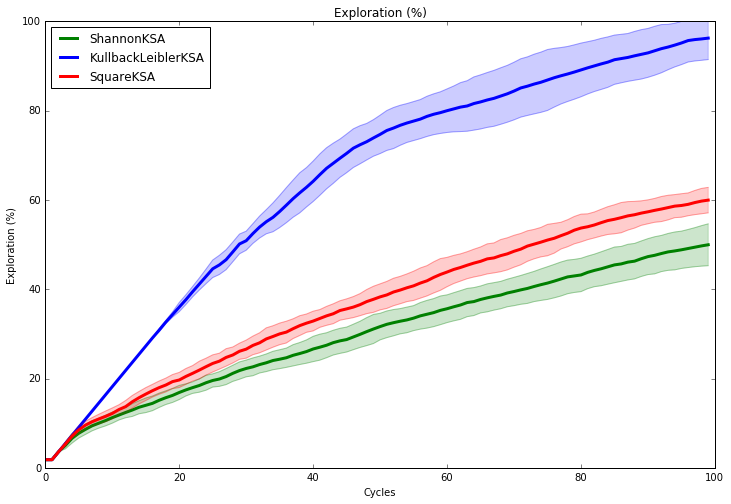 Exploration (%)
ShannonKSA
KullbackLeiblerKSA
SquareKSA
100
80
60
40
20
0
Exploration (%)
0 20 40 60 80 100
Cycles